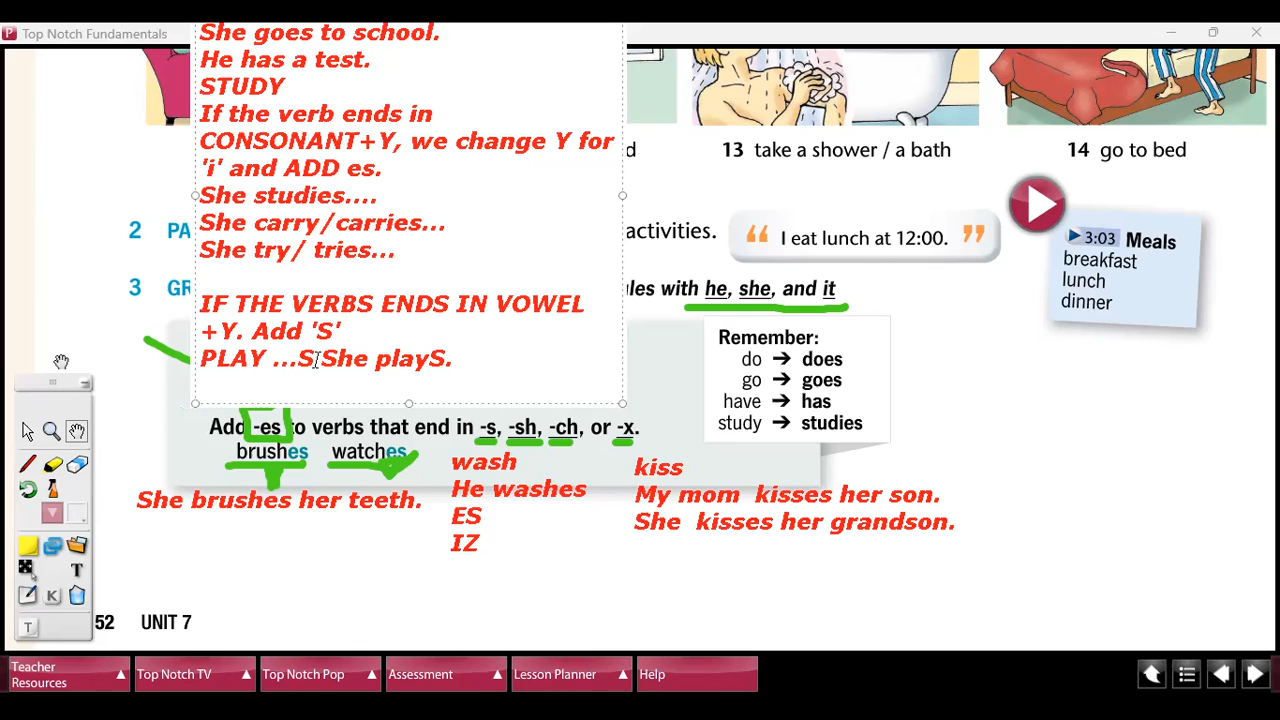 Top Notch Fundamentals
She goes to school.
He has a test.
STUDY
If the verb ends in
CONSONANT+Y, we change Y for
'i' and ADD es.
She studies....
She carry/carries...
She try/ tries...
IF THE VERBS ENDS IN VOWEL
+Y. Add 'S'
PLAY ...S She playS.
d
13 take a shower / a bath
14 go to bed
2 PA
activities.
“ I eat lunch at 12:00. ”
3:03 Meals
breakfast
lunch
dinner
3 GR
ules with he, she, and it
Remember:
do → does
go → goes
have → has
study → studies
Add -es to verbs that end in -s, -sh, -ch, or -x.
brushes watches
She brushes her teeth.
wash
He washes
ES
IZ
kiss
My mom kisses her son.
She kisses her grandson.
T
K
T
52 UNIT 7
Teacher
Resources
Top Notch TV
Top Notch Pop
Assessment
Lesson Planner
Help